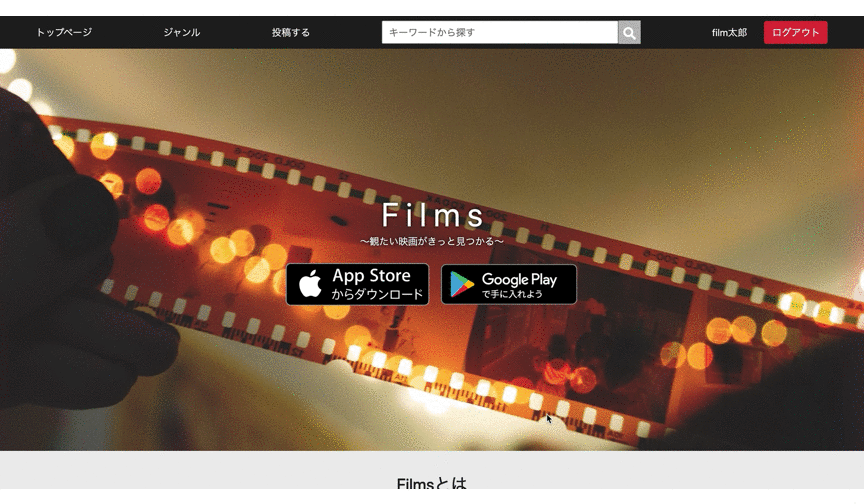 トップページ
ジャンル
投稿する
キーワードから探す
film太郎
ログアウト
Films
〜観たい映画がきっと見つかる〜
App Store
からダウンロード
Google Play
で手に入れよう
Filmsとは